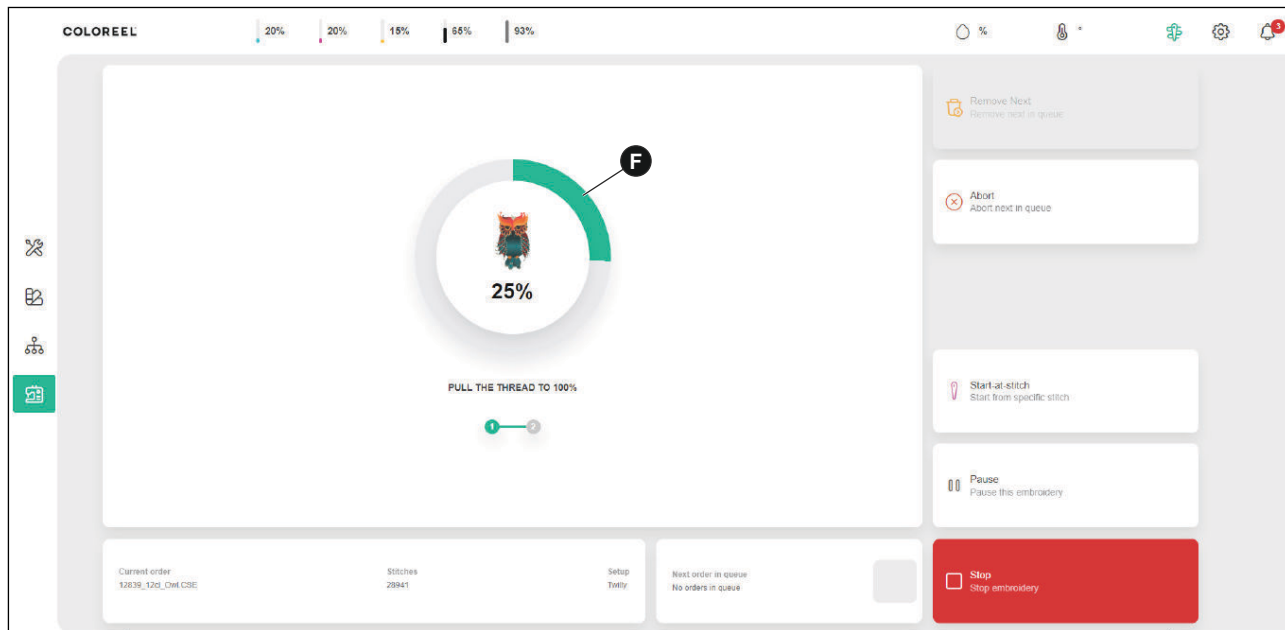 COLOREEL
20%
20%
15%
65%
93%
%
°
3
Remove Next
Remove next in queue
F
Abort
Abort next in queue
25%
Start-at-stitch
Start from specific stitch
PULL THE THREAD TO 100%
1
2
Pause
Pause this embroidery
Current order
12839_12cl_Owl.CSE
Stitches
28941
Setup
Twilly
Next order in queue
No orders in queue
Stop
Stop embroidery